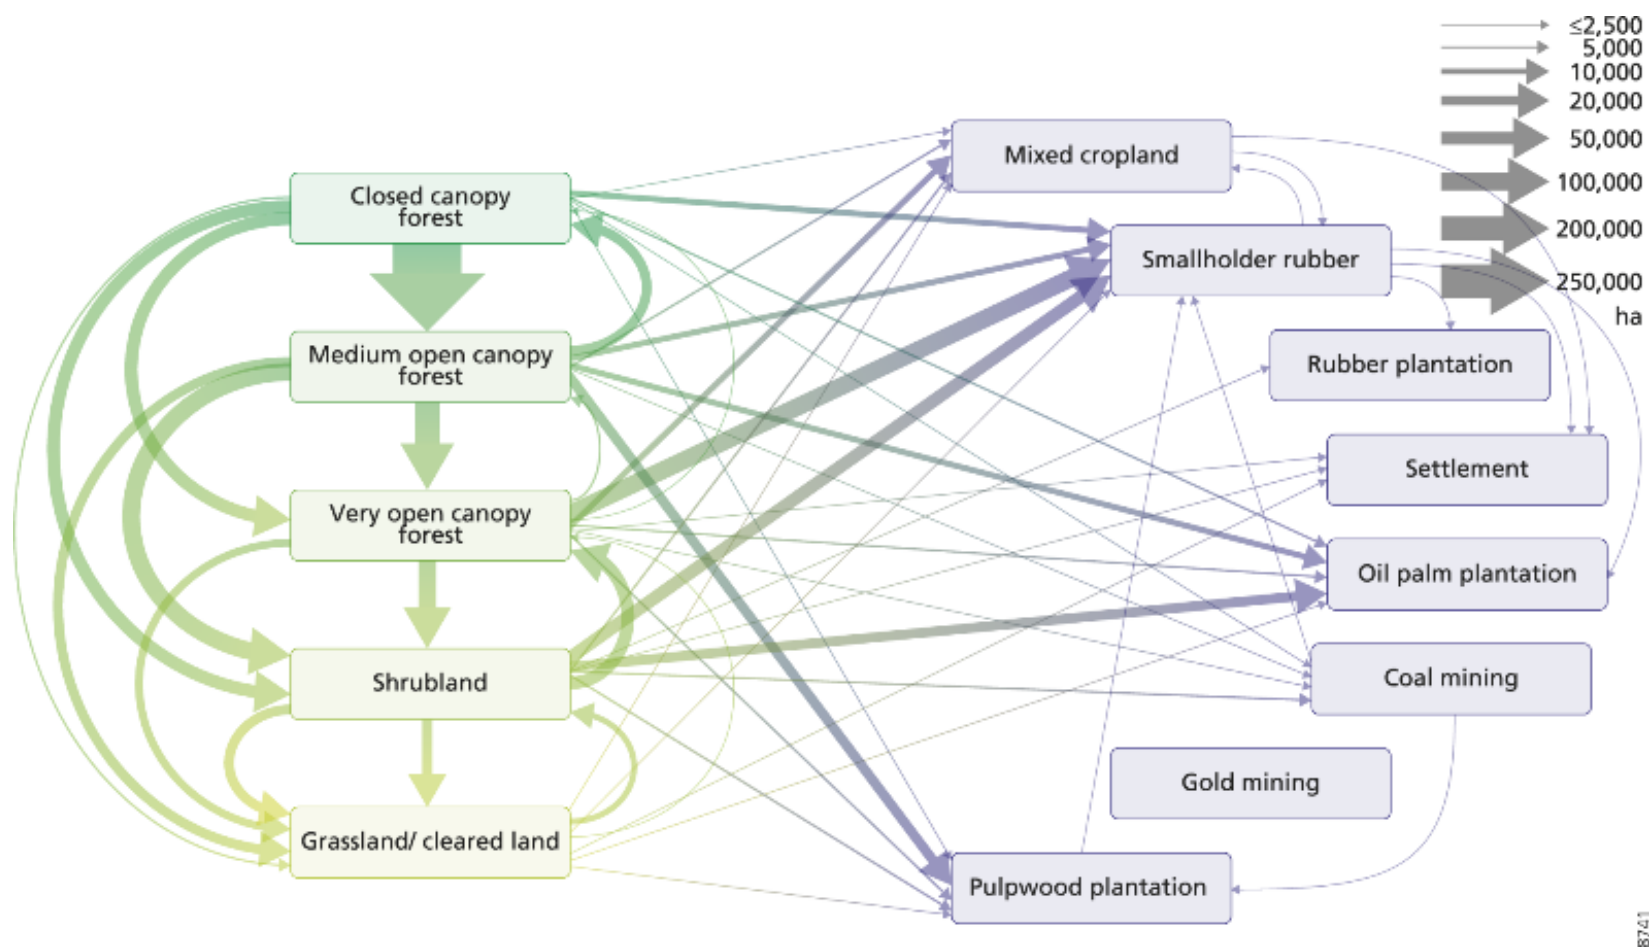 ≤2,500
5,000
10,000
20,000
50,000
100,000
200,000
250,000
ha
Mixed cropland
Closed canopy
forest
Smallholder rubber
Medium open canopy
forest
Rubber plantation
Settlement
Very open canopy
forest
Oil palm plantation
Shrubland
Coal mining
Gold mining
Grassland/ cleared land
Pulpwood plantation
8741